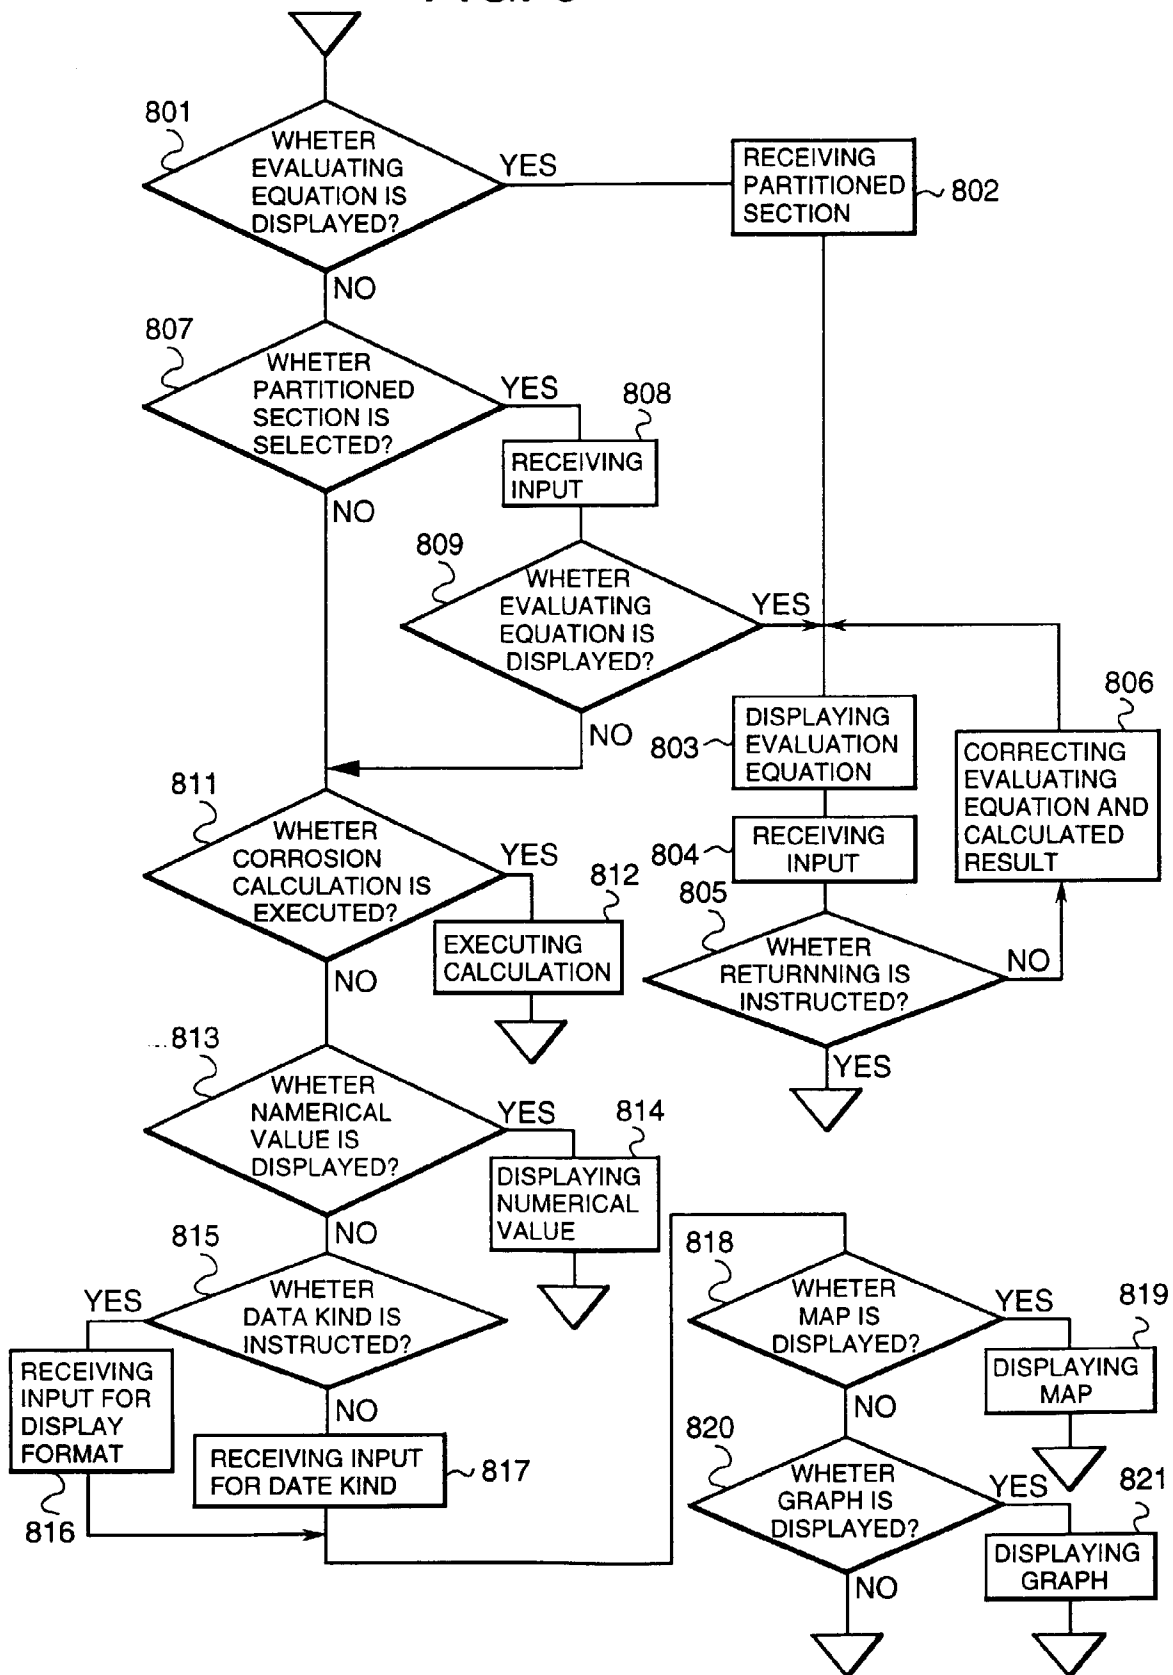 801
WHETER
EVALUATING
EQUATION IS
DISPLAYED?
YES
NO
RECEIVING
PARTITIONED
SECTION
802
807
WHETER
PARTITIONED
SECTION IS
SELECTED?
YES
NO
808
RECEIVING
INPUT
809
WHETER
EVALUATING
EQUATION IS
DISPLAYED?
YES
NO
803
DISPLAYING
EVALUATION
EQUATION
806
CORRECTING
EVALUATING
EQUATION AND
CALCULATED
RESULT
804
RECEIVING
INPUT
805
WHETER
RETURNNING IS
INSTRUCTED?
NO
YES
811
WHETER
CORROSION
CALCULATION IS
EXECUTED?
YES
NO
812
EXECUTING
CALCULATION
813
WHETER
NAMERICAL
VALUE IS
DISPLAYED?
YES
NO
814
DISPLAYING
NUMERICAL
VALUE
815
WHETER
DATA KIND IS
INSTRUCTED?
YES
NO
RECEIVING
INPUT FOR
DISPLAY
FORMAT
816
RECEIVING INPUT
FOR DATE KIND
817
818
WHETER
MAP IS
DISPLAYED?
YES
NO
819
DISPLAYING
MAP
820
WHETER
GRAPH IS
DISPLAYED?
YES
NO
821
DISPLAYING
GRAPH